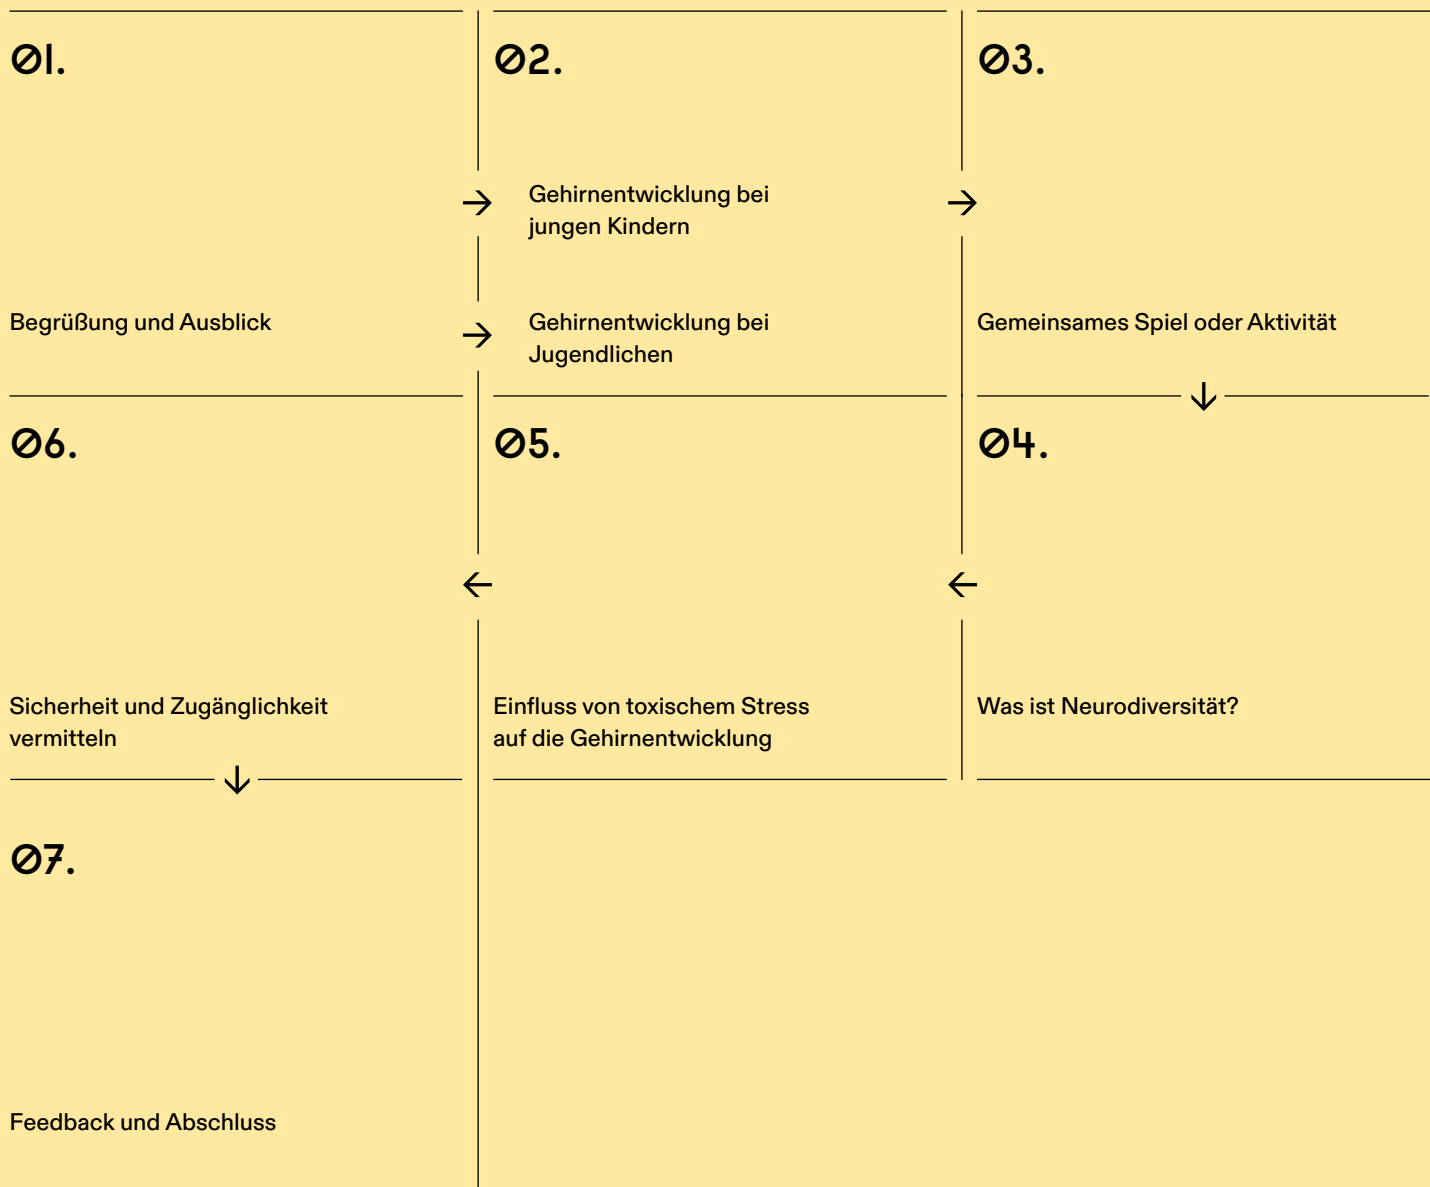 01.
Begrüßung und Ausblick
02.
Gehirnentwicklung bei
jungen Kindern
Gehirnentwicklung bei
Jugendlichen
03.
Gemeinsames Spiel oder Aktivität
04.
Was ist Neurodiversität?
05.
Einfluss von toxischem Stress
auf die Gehirnentwicklung
06.
Sicherheit und Zugänglichkeit
vermitteln
07.
Feedback und Abschluss